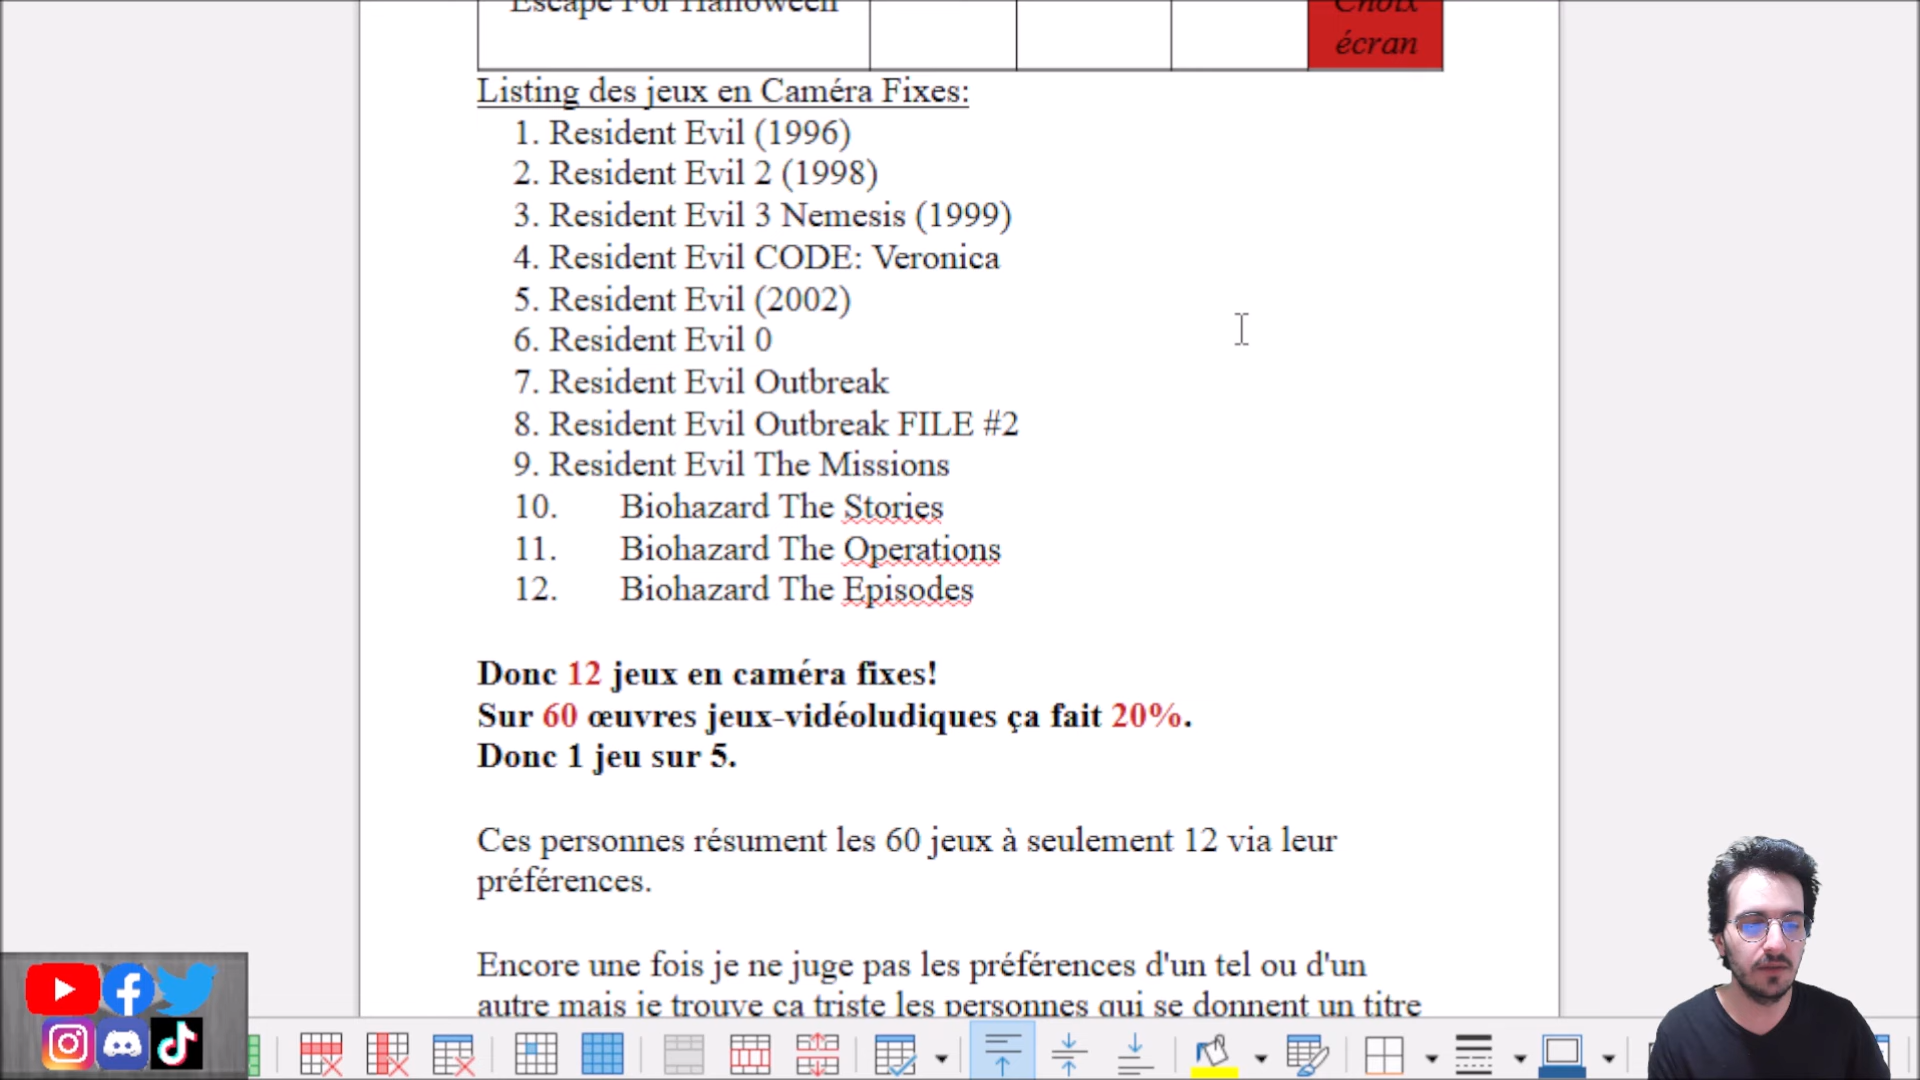 Escape For Halloween
Choix
écran
Listing des jeux en Caméra Fixes:
1. Resident Evil (1996)
2. Resident Evil 2 (1998)
3. Resident Evil 3 Nemesis (1999)
4. Resident Evil CODE: Veronica
5. Resident Evil (2002)
6. Resident Evil 0
7. Resident Evil Outbreak
8. Resident Evil Outbreak FILE #2
9. Resident Evil The Missions
10. Biohazard The Stories
11. Biohazard The Operations
12. Biohazard The Episodes
Donc 12 jeux en caméra fixes!
Sur 60 œuvres jeux-vidéoludiques ça fait 20%.
Donc 1 jeu sur 5.
Ces personnes résument les 60 jeux à seulement 12 via leur
préférences.
Encore une fois je ne juge pas les préférences d'un tel ou d'un
autre mais je trouve ça triste les personnes qui se donnent un titre